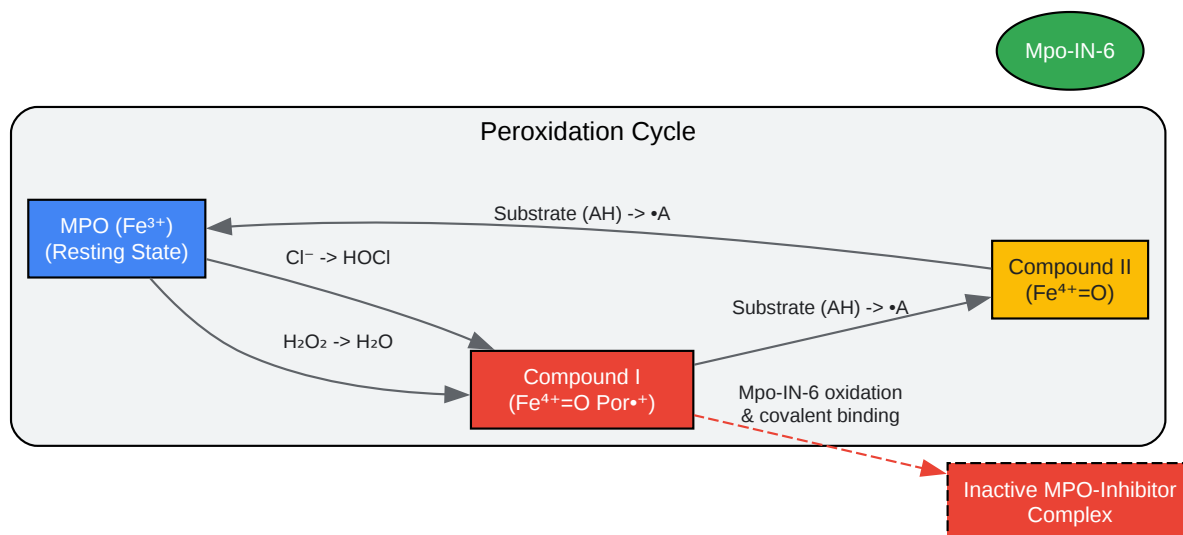 Mpo-IN-6
Peroxidation Cycle
MPO (Fe³⁺)
(Resting State)
Substrate (AH) -> •A
Cl⁻ -> HOCl
Compound II
(Fe⁴⁺=O)
Substrate (AH) -> •A
H₂O₂ -> H₂O
Compound I
(Fe⁴⁺=O Por•⁺)
Mpo-IN-6 oxidation
& covalent binding
Inactive MPO-Inhibitor
Complex